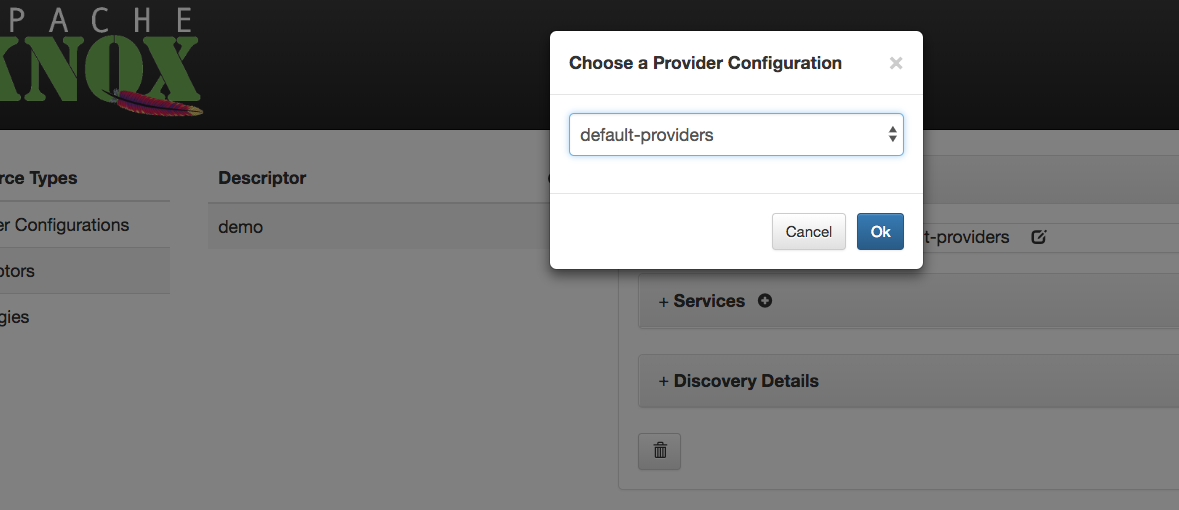 PACHE
KNOX
Choose a Provider Configuration ×
default-providers
rce Types
er Configurations
ptors
gies
Descriptor
demo
Cancel
Ok
t-providers
+ Services
+ Discovery Details